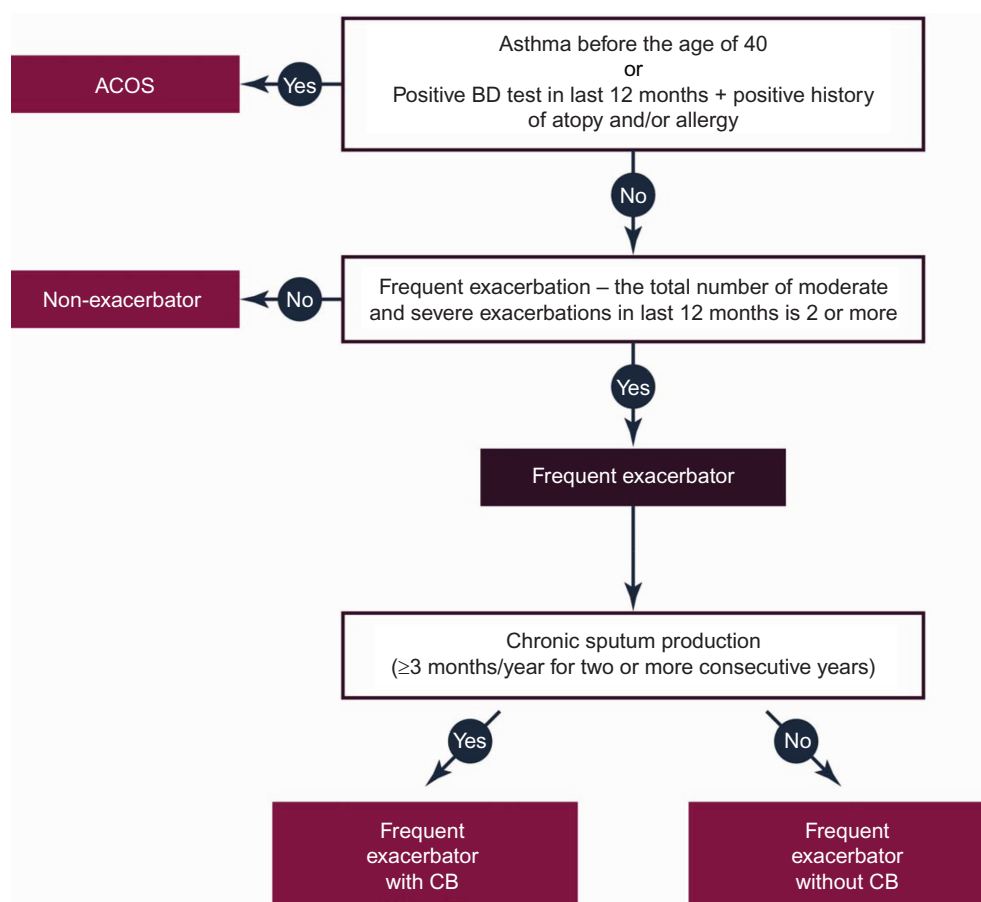 Asthma before the age of 40
or
Positive BD test in last 12 months + positive history
of atopy and/or allergy
Yes
ACOS
No
Frequent exacerbation – the total number of moderate
and severe exacerbations in last 12 months is 2 or more
No
Non-exacerbator
Yes
Frequent exacerbator
Chronic sputum production
(≥3 months/year for two or more consecutive years)
Yes
No
Frequent
exacerbator
with CB
Frequent
exacerbator
without CB